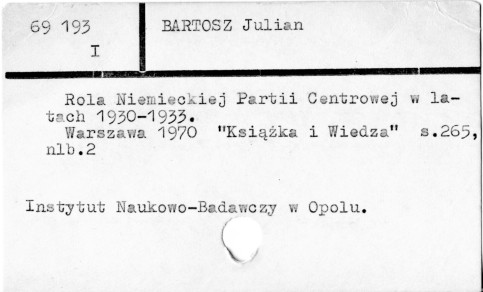 69 193
I
BARTOSZ Julian
Rola Niemieckiej Partii Centrowej w la-
tach 1930-1933.
Warszawa 1970 "Książka i Wiedza" s.265,
nlb.2
Instytut Naukowo-Badawczy w Opolu.